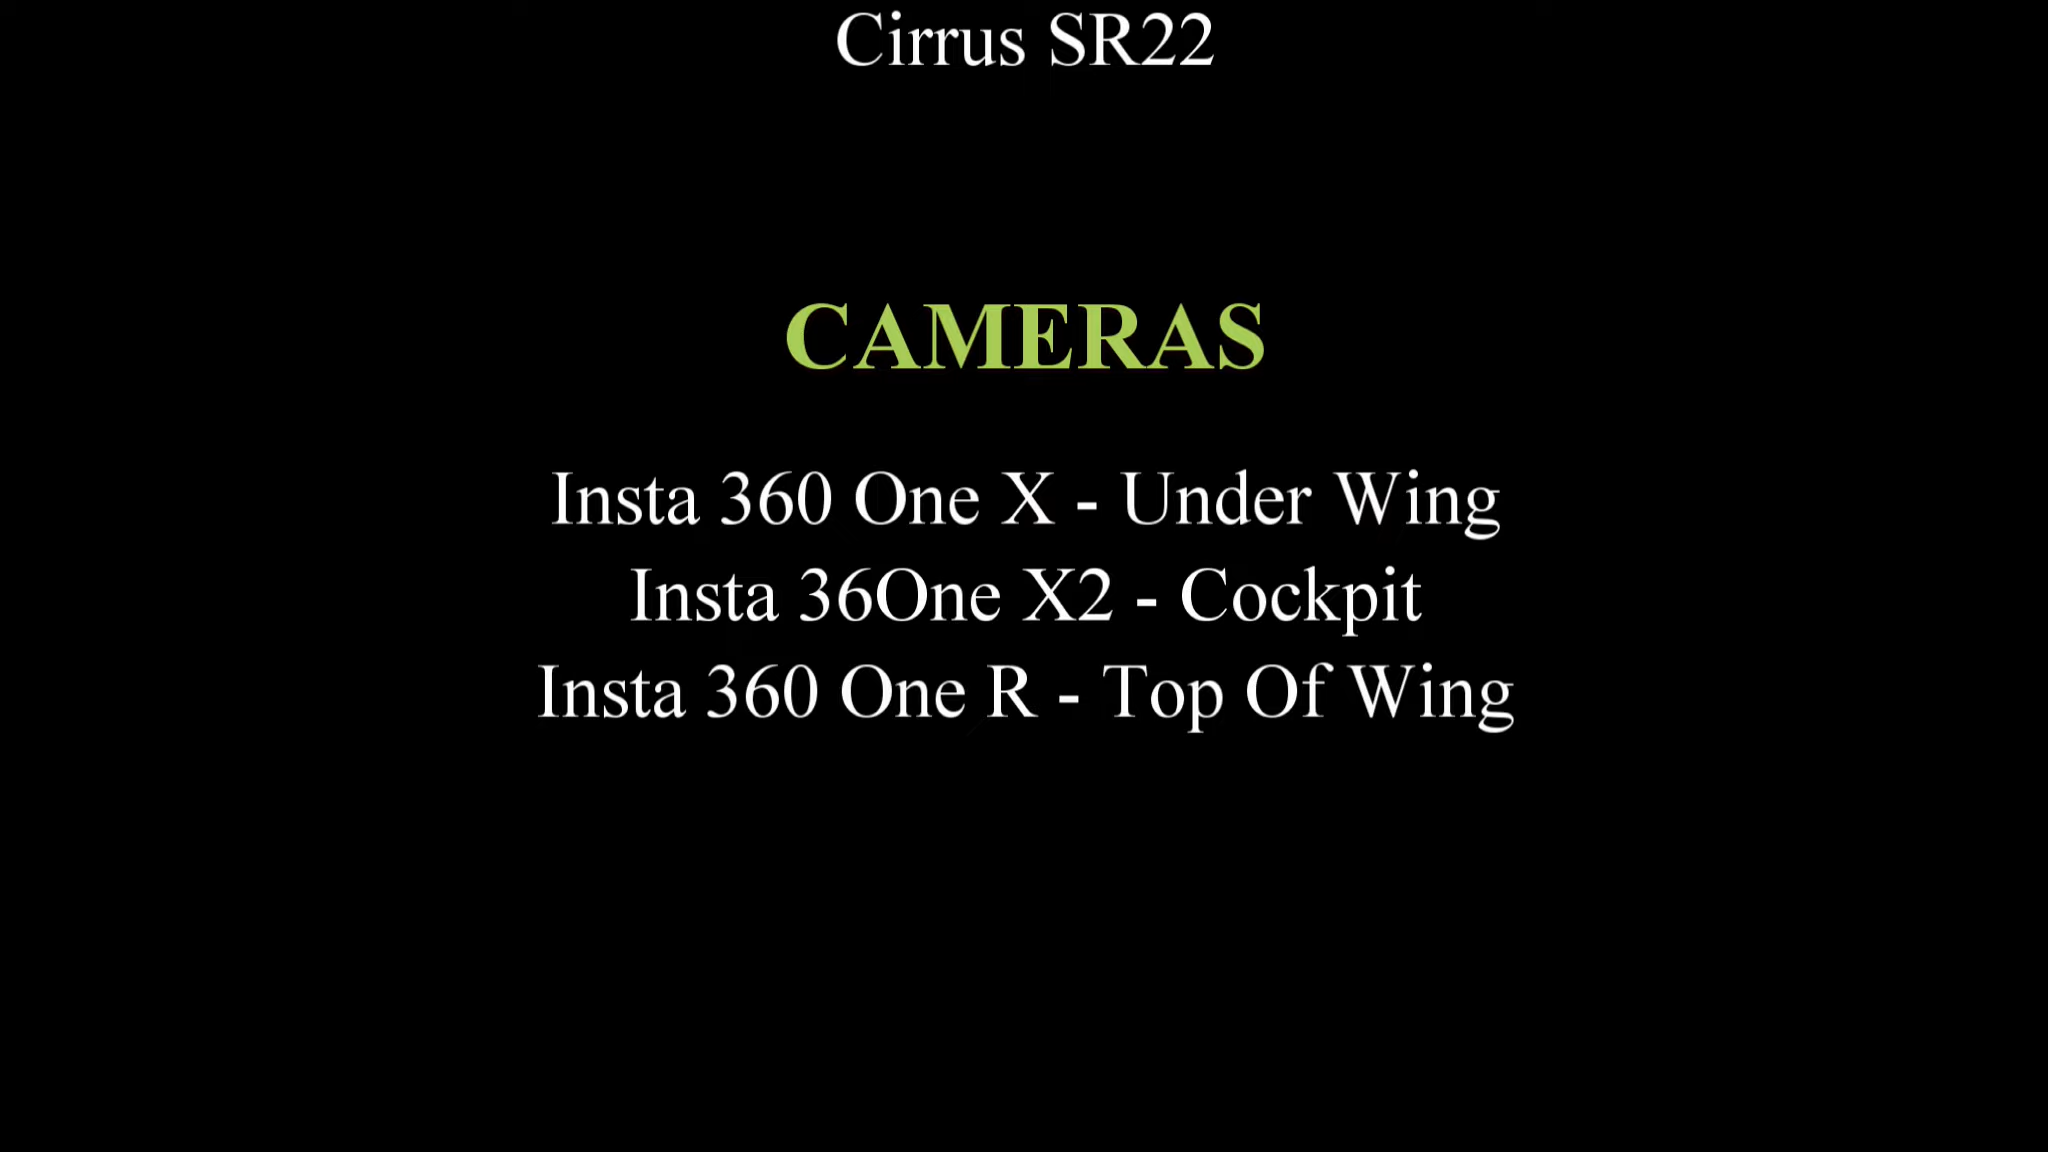 Cirrus SR22
CAMERAS
Insta 360 One X - Under Wing
Insta 36One X2 - Cockpit
Insta 360 One R - Top Of Wing